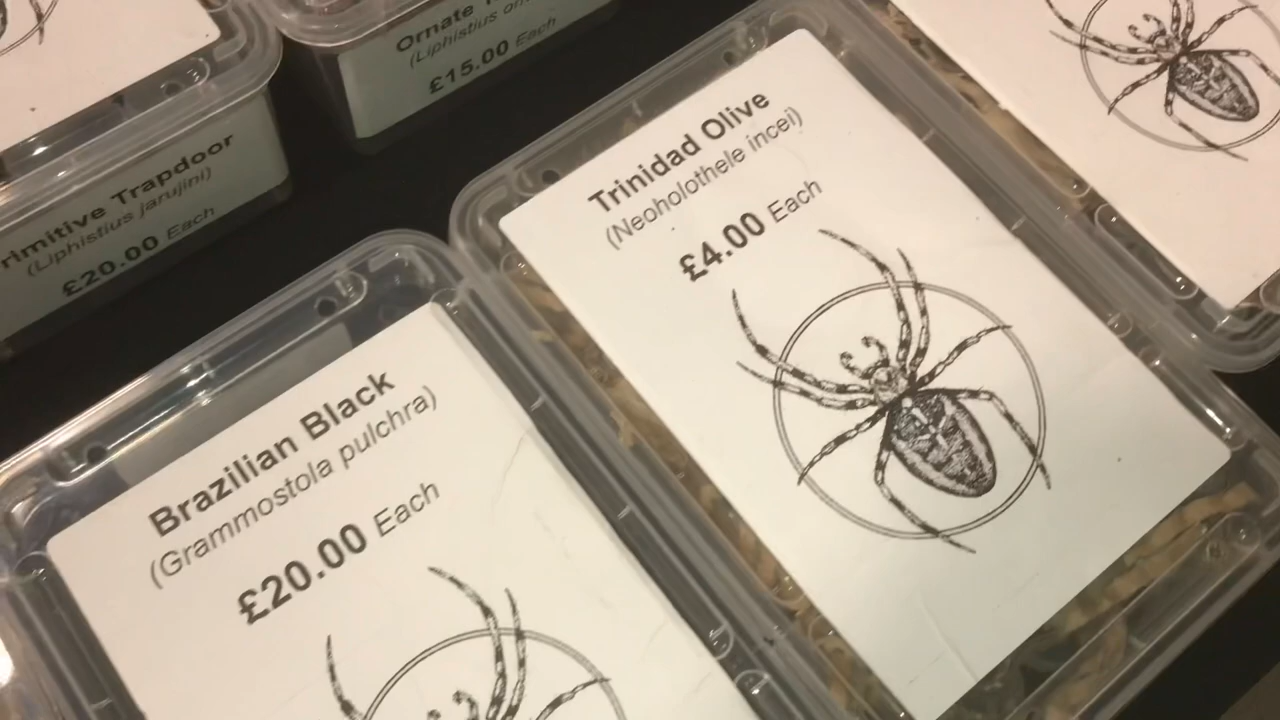 Ornate
(Liphistius
£15.00 Each
Trapdoor
(Liphistius jarujini)
£20.00 Each
Trinidad Olive
(Neoholothele incei)
£4.00 Each
Brazilian Black
(Grammostola pulchra)
£20.00 Each